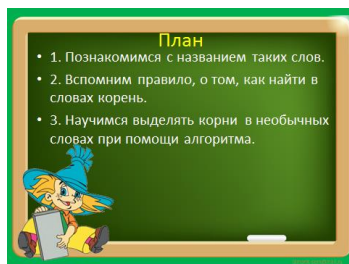 План
• 1. Познакомимся с названием таких слов.
• 2. Вспомним правило, о том, как найти в
словах корень.
• 3. Научимся выделять корни в необычных
словах при помощи алгоритма.